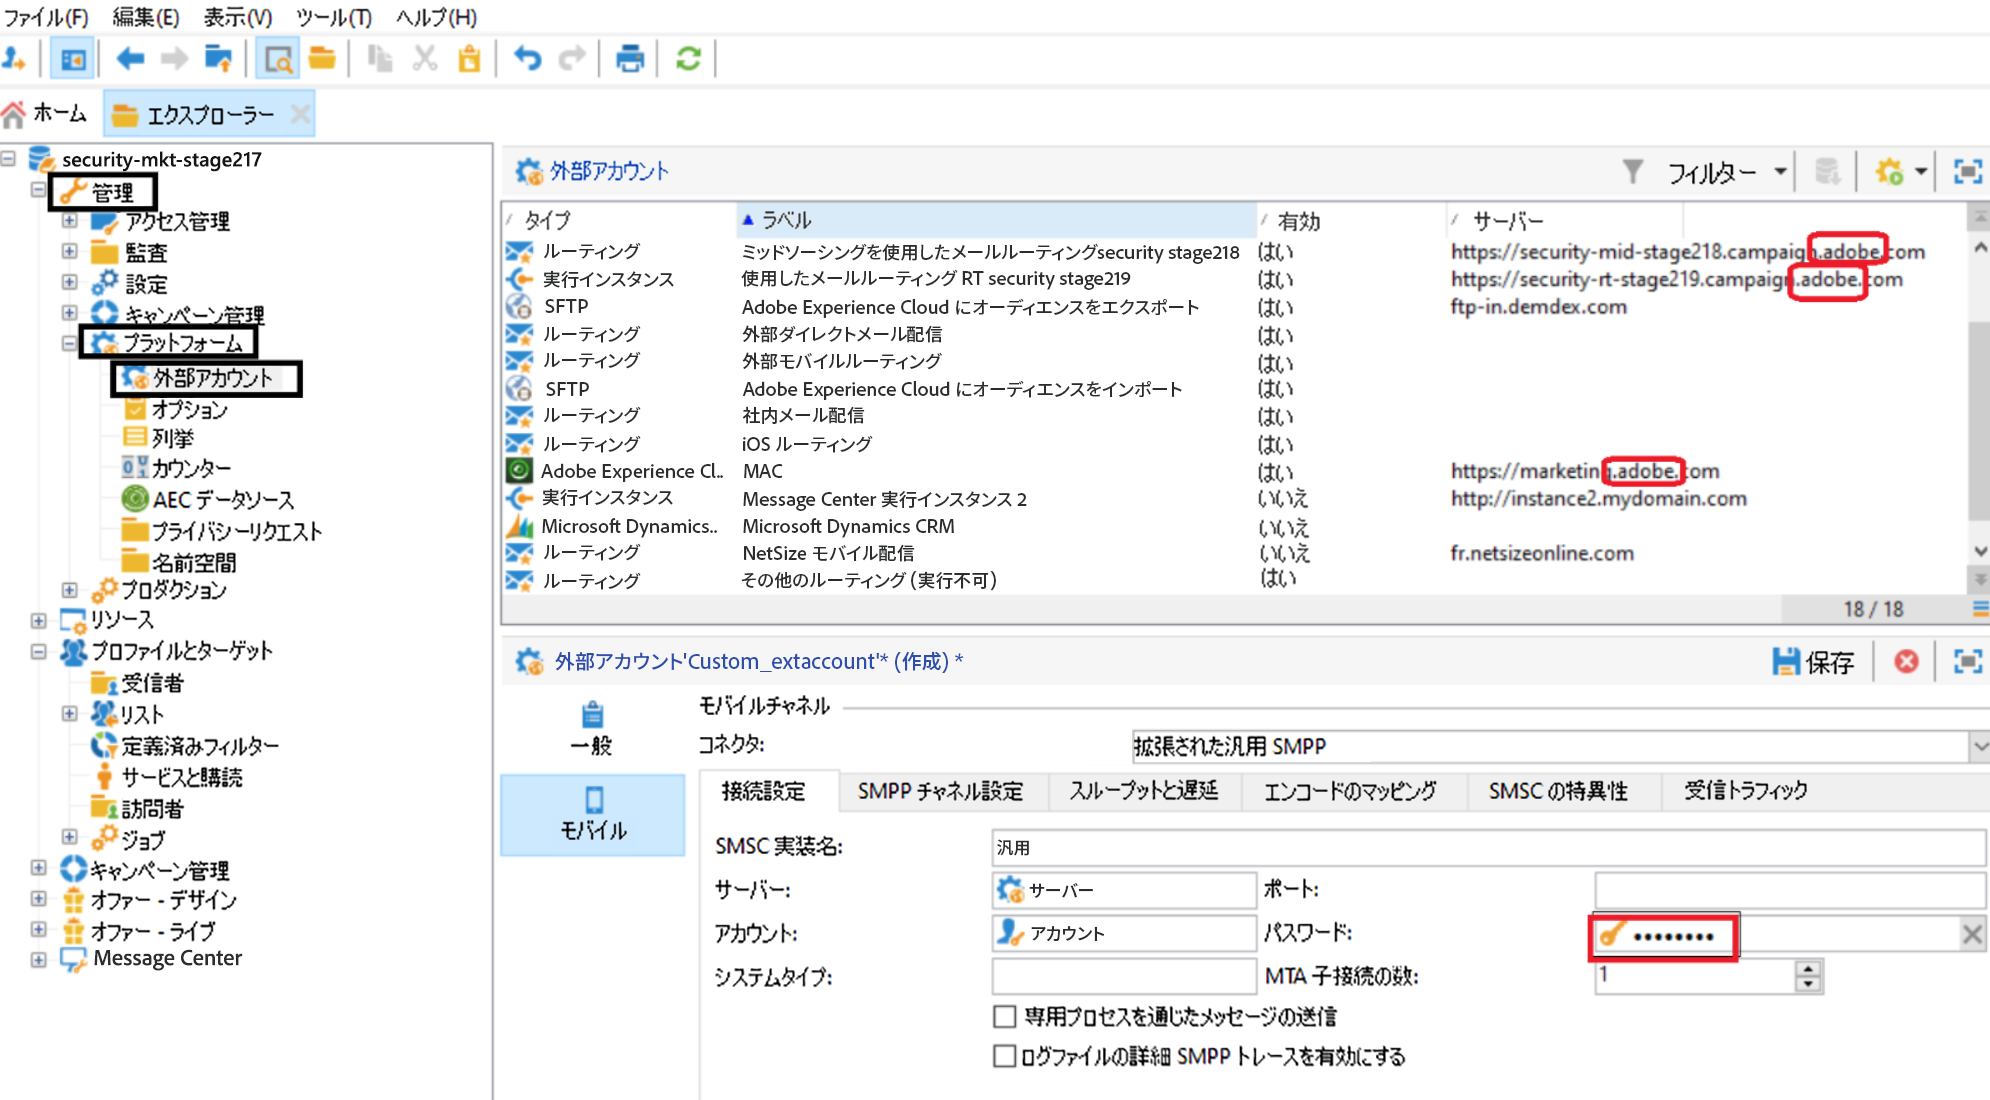 ファイル(F) 編集(E) 表示(V) ツール(T) ヘルプ(H)
ホーム エクスプローラー
security-mkt-stage217
管理
アクセス管理
監査
設定
キャンペーン管理
プラットフォーム
外部アカウント
オプション
列挙
カウンター
AEC データソース
プライバシーリクエスト
名前空間
プロダクション
リソース
プロファイルとターゲット
受信者
リスト
定義済みフィルター
サービスと購読
訪問者
ジョブ
キャンペーン管理
オファー - デザイン
オファー - ライブ
Message Center
外部アカウント フィルター
タイプ ラベル 有効 サーバー
ルーティング ミッドソーシングを使用したメールルーティングsecurity stage218 はい https://security-mid-stage218.campaign.adobe.com
実行インスタンス 使用したメールルーティング RT security stage219 はい https://security-rt-stage219.campaign.adobe.com
SFTP Adobe Experience Cloud にオーディエンスをエクスポート はい ftp-in.demdex.com
ルーティング 外部ダイレクトメール配信 はい
ルーティング 外部モバイルルーティング はい
SFTP Adobe Experience Cloud にオーディエンスをインポート はい
ルーティング 社内メール配信 はい
ルーティング iOS ルーティング はい
Adobe Experience Cl.. MAC はい https://marketing.adobe.com
実行インスタンス Message Center 実行インスタンス 2 いいえ http://instance2.mydomain.com
Microsoft Dynamics.. Microsoft Dynamics CRM いいえ
ルーティング NetSize モバイル配信 いいえ fr.netsizeonline.com
ルーティング その他のルーティング (実行不可) はい
18 / 18
外部アカウント'Custom_extaccount'* (作成) * 保存
一般
モバイル
モバイルチャネル
コネクタ: 拡張された汎用 SMPP
接続設定 SMPP チャネル設定 スループットと遅延 エンコードのマッピング SMSC の特異性 受信トラフィック
SMSC 実装名: 汎用
サーバー: サーバー ポート:
アカウント: アカウント パスワード: ••••••••
システムタイプ: MTA 子接続の数: 1
専用プロセスを通じたメッセージの送信
ログファイルの詳細 SMPP トレースを有効にする